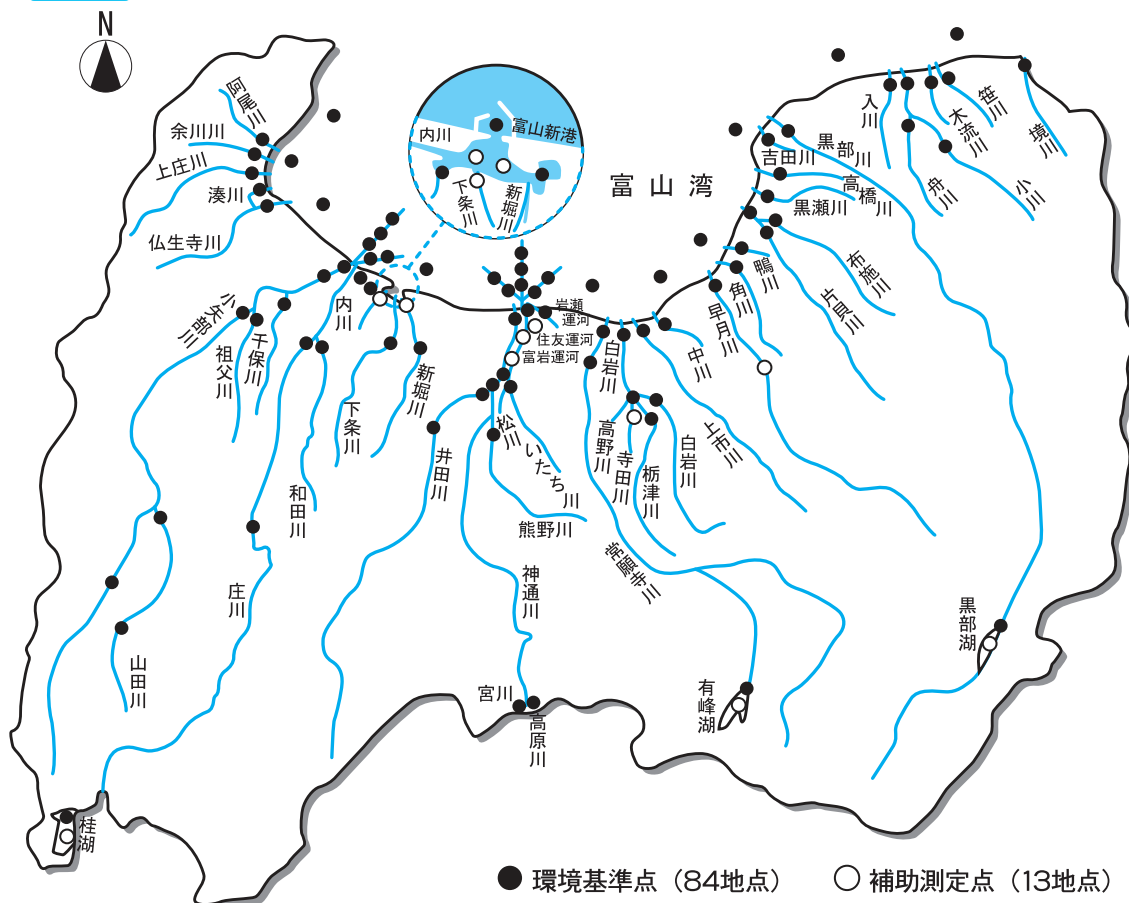 N
阿尾川
余川川
上庄川
湊川
仏生寺川
内川
富山新港
下条川
新堀川
富山湾
入川
木流川
笹川
境川
舟川
小川
吉田川
黒部川
高橋川
黒瀬川
布施川
片貝川
鴨川
角川
早月川
中川
上市川
白岩川
岩瀬運河
住友運河
富岩運河
小矢部川
祖父川
千保川
内川
新堀川
下条川
和田川
井田川
松川
いたち川
熊野川
高野川
寺田川
栃津川
白岩川
常願寺川
神通川
庄川
山田川
宮川
高原川
有峰湖
黒部湖
桂湖
環境基準点（84地点）
補助測定点（13地点）